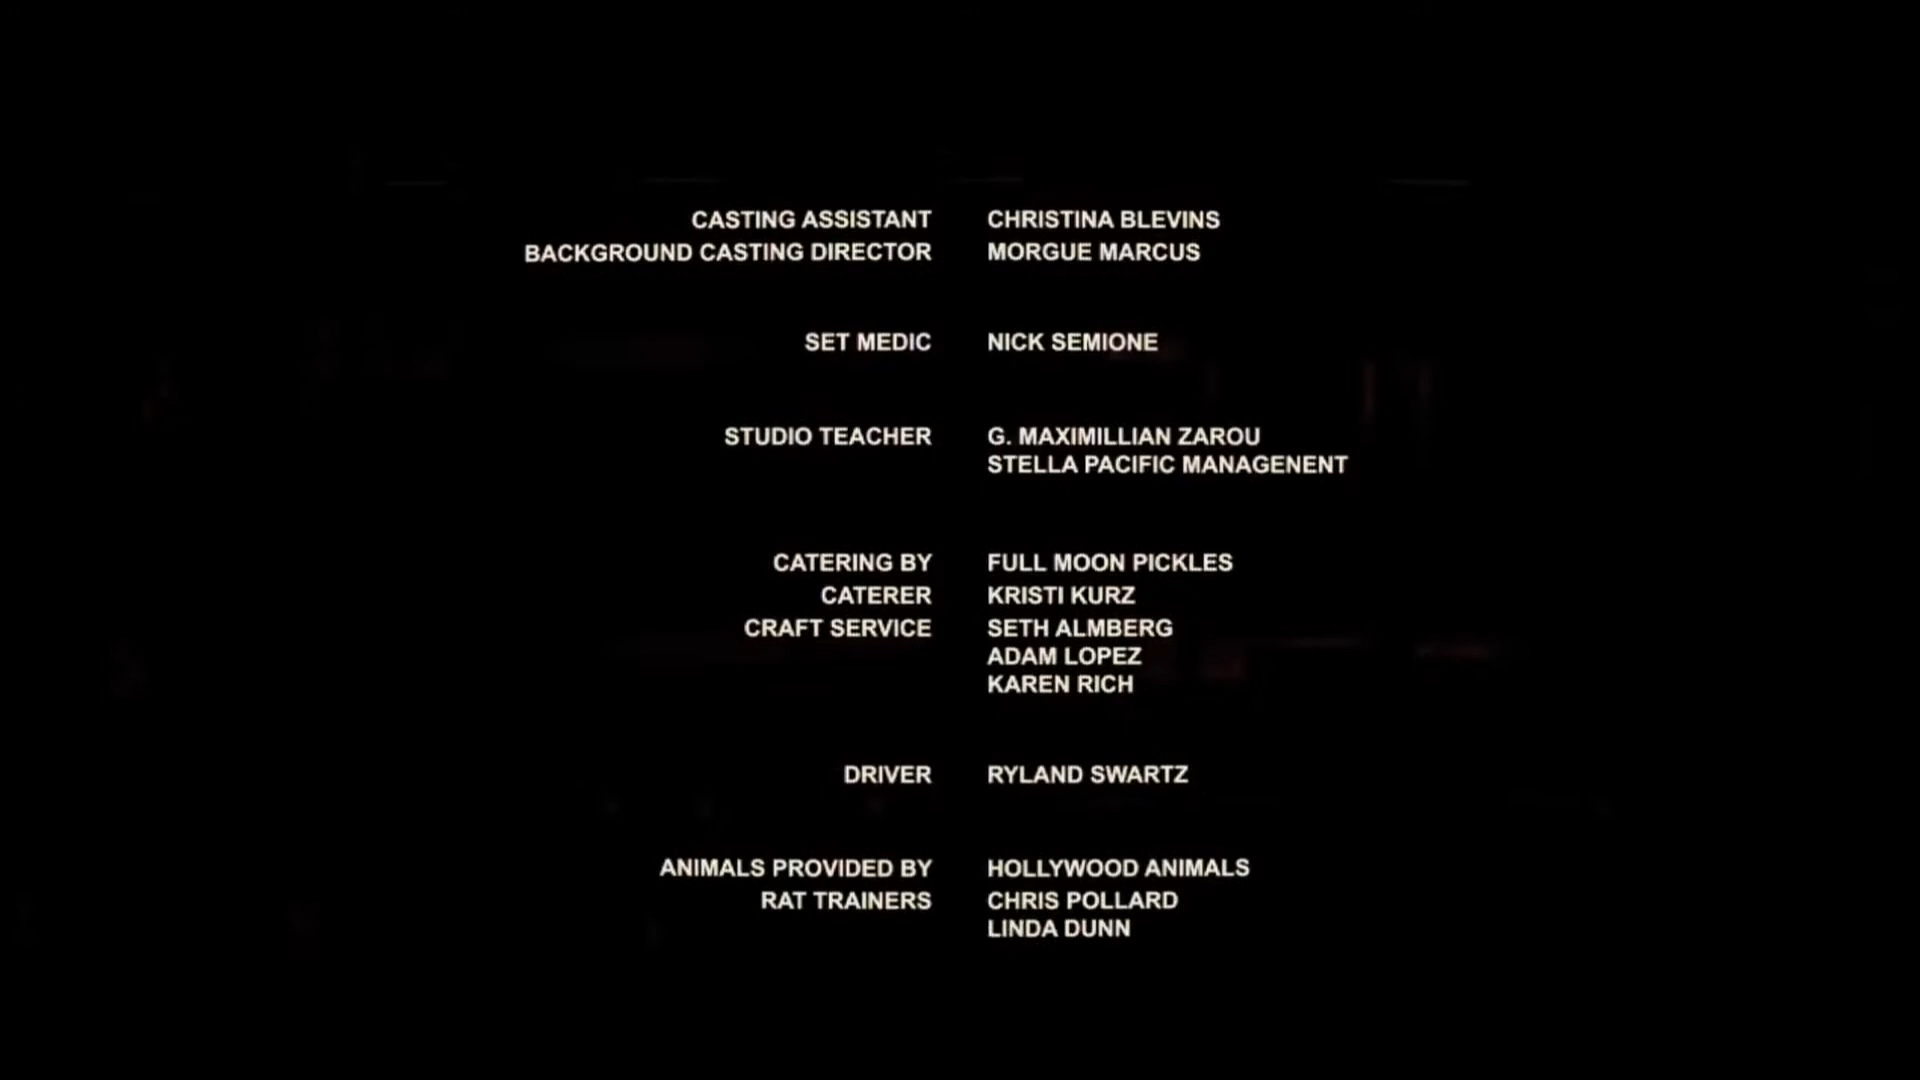 CASTING ASSISTANT CHRISTINA BLEVINS
BACKGROUND CASTING DIRECTOR MORGUE MARCUS
SET MEDIC NICK SEMIONE
STUDIO TEACHER G. MAXIMILLIAN ZAROU
STELLA PACIFIC MANAGENENT
CATERING BY FULL MOON PICKLES
CATERER KRISTI KURZ
CRAFT SERVICE SETH ALMBERG
ADAM LOPEZ
KAREN RICH
DRIVER RYLAND SWARTZ
ANIMALS PROVIDED BY HOLLYWOOD ANIMALS
RAT TRAINERS CHRIS POLLARD
LINDA DUNN